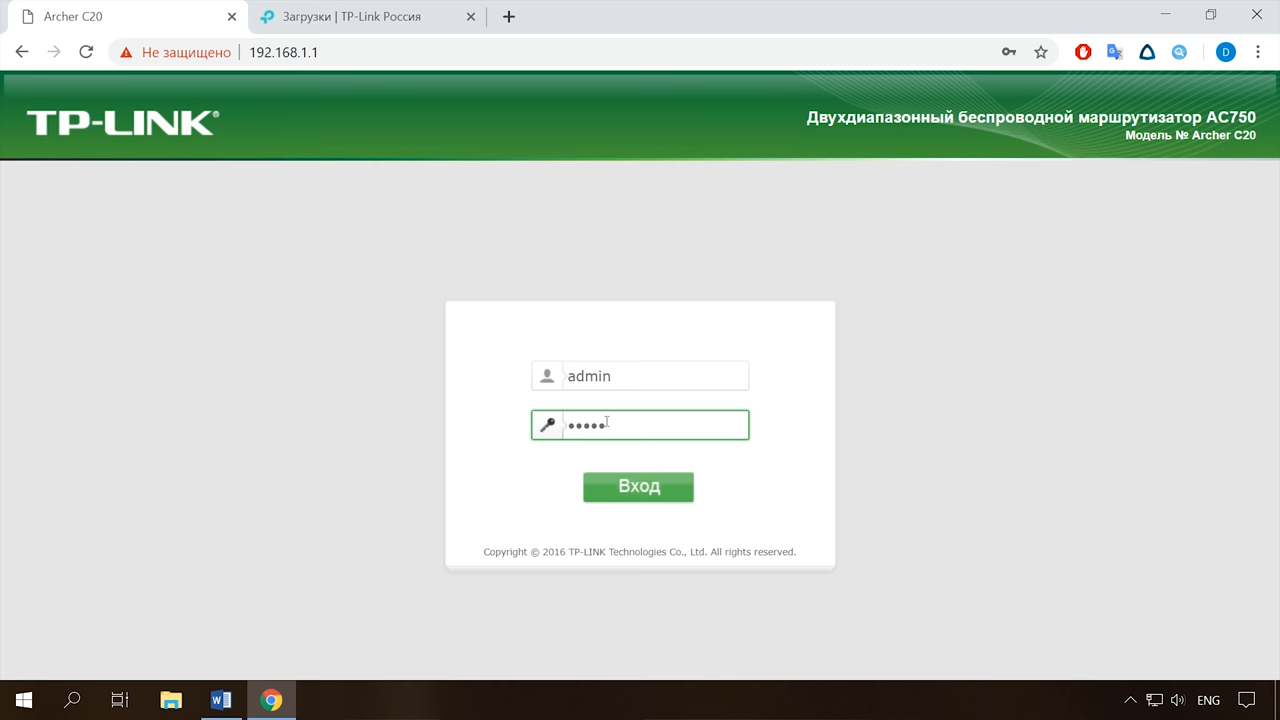 Archer C20
Загрузки | TP-Link Россия
Не защищено
192.168.1.1
D
TP-LINK®
Двухдиапазонный беспроводной маршрутизатор AC750
Модель № Archer C20
admin
•••••
Вход
Copyright © 2016 TP-LINK Technologies Co., Ltd. All rights reserved.
ENG